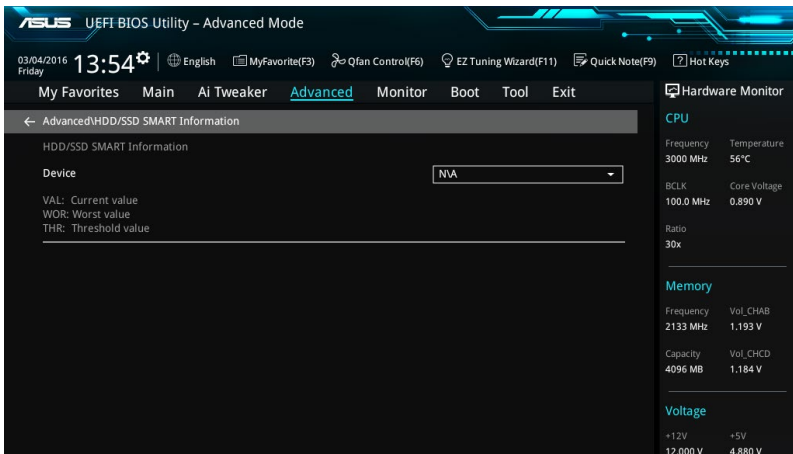 ASUS UEFI BIOS Utility – Advanced Mode
03/04/2016
Friday
13:54
English
MyFavorite(F3)
Qfan Control(F6)
EZ Tuning Wizard(F11)
Quick Note(F9)
? Hot Keys
My Favorites Main Ai Tweaker Advanced Monitor Boot Tool Exit
Hardware Monitor
← Advanced\HDD/SSD SMART Information
HDD/SSD SMART Information
Device N\A
VAL: Current value
WOR: Worst value
THR: Threshold value
CPU
Frequency Temperature
3000 MHz 56°C
BCLK Core Voltage
100.0 MHz 0.890 V
Ratio
30x
Memory
Frequency Vol_CHAB
2133 MHz 1.193 V
Capacity Vol_CHCD
4096 MB 1.184 V
Voltage
+12V +5V
12.000 V 4.880 V